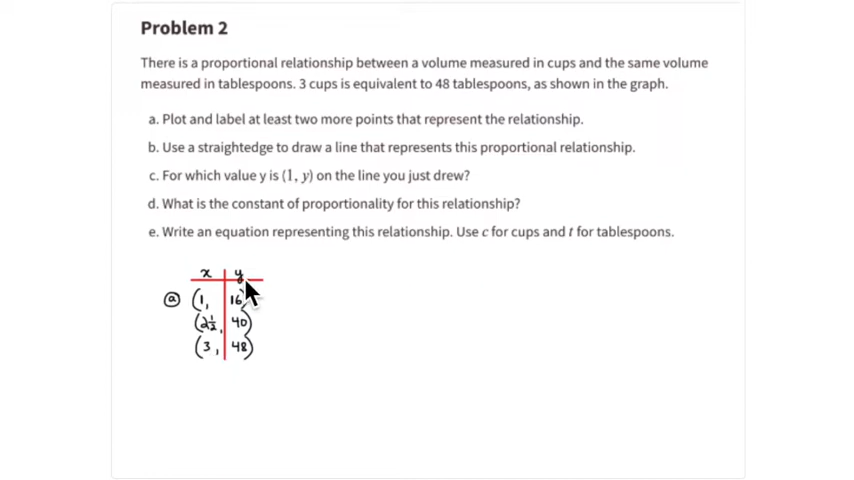 Problem 2
There is a proportional relationship between a volume measured in cups and the same volume
measured in tablespoons. 3 cups is equivalent to 48 tablespoons, as shown in the graph.
a. Plot and label at least two more points that represent the relationship.
b. Use a straightedge to draw a line that represents this proportional relationship.
c. For which value y is (1, y) on the line you just drew?
d. What is the constant of proportionality for this relationship?
e. Write an equation representing this relationship. Use c for cups and t for tablespoons.
x y
ⓐ (1, 16)
(2½, 40)
(3, 48)